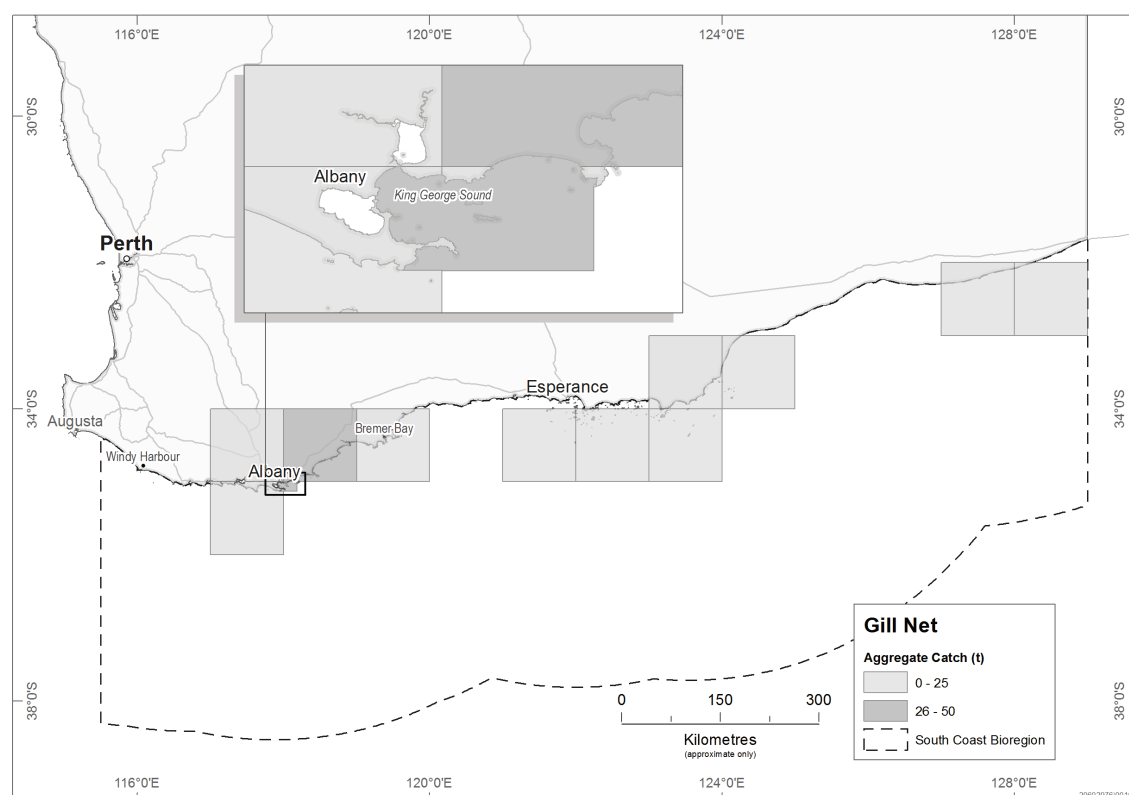 116°0'E
120°0'E
124°0'E
128°0'E
30°0'S
30°0'S
Albany
King George Sound
Perth
Esperance
34°0'S
34°0'S
Augusta
Bremer Bay
Windy Harbour
Albany
Gill Net
Aggregate Catch (t)
0 - 25
26 - 50
South Coast Bioregion
38°0'S
38°0'S
0 150 300
Kilometres
(approximate only)
116°0'E
120°0'E
124°0'E
128°0'E